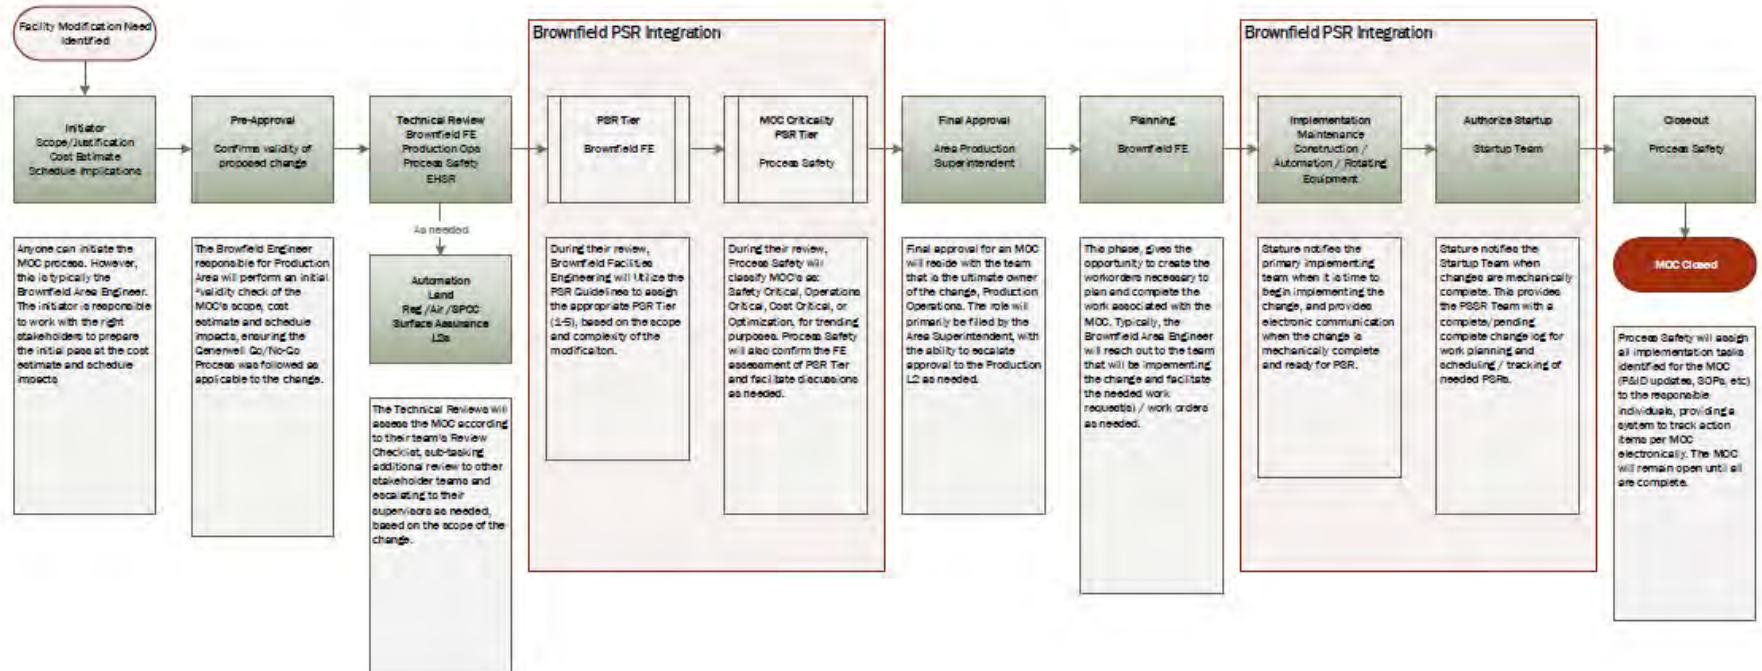 Facility Modification Need
Identified
Brownfield PSR Integration
Brownfield PSR Integration
Initiator
Scope/Justification
Cost Estimate
Schedule Implications
Pre-Approval
Confirms validity of
proposed change
Technical Review
Brownfield FE
Production Ops
Process Safety
EHSR
PSR Tier
Brownfield FE
MOC Criticality
PSR Tier
Process Safety
Final Approval
Area Production
Superintendent
Planning
Brownfield FE
Implementation
Maintenance
Construction /
Automation / Rotating
Equipment
Authorize Startup
Startup Team
Closeout
Process Safety
As needed
Automation
Land
Reg /Air /SPCC
Surface Assurance
L2s
MOC Closed
Anyone can initiate the
MOC process. However,
this is typically the
Brownfield Area Engineer.
The initiator is responsible
to work with the right
stakeholders to prepare
the initial pass at the cost
estimate and schedule
impacts
The Browfield Engineer
responsible for Production
Area will perform an initial
"validity check of the
MOC's scope, cost
estimate and schedule
impacts, ensuring the
Generwell Go/No-Go
Process was followed as
applicable to the change.
The Technical Reviews will
assess the MOC according
to their team's Review
Checklist, sub-tasking
additional review to other
stakeholder teams and
escalating to their
supervisors as needed,
based on the scope of the
change.
During their review,
Brownfield Facilities
Engineering will Utilize the
PSR Guidelines to assign
the appropriate PSR Tier
(1-5), based on the scope
and complexity of the
modificaiton.
During their review,
Process Safety will
classify MOC's as:
Safety Critical, Operations
Critical, Cost Critical, or
Optimization, for trending
purposes. Process Safety
will also confirm the FE
assessment of PSR Tier
and facilitate discussions
as needed.
Final approval for an MOC
will reside with the team
that is the ultimate owner
of the change, Production
Operations. The role will
primarily be filled by the
Area Superintendent, with
the ability to escalate
approval to the Production
L2 as needed.
This phase, gives the
opportunity to create the
workorders necessary to
plan and complete the
work associated with the
MOC. Typically, the
Brownfield Area Engineer
will reach out to the team
that will be impementing
the change and facilitate
the needed work
request(s) / work orders
as needed.
Stature notifies the
primary implementing
team when it is time to
begin implementing the
change, and provides
electronic communication
when the change is
mechanically complete
and ready for PSR.
Stature notifies the
Startup Team when
changes are mechanically
complete. This provides
the PSSR Team with a
complete/pending
complete change log for
work planning and
scheduling / tracking of
needed PSRs.
Process Safety will assign
all implementation tasks
identified for the MOC
(P&ID updates, SOPs, etc)
to the responsible
individuals, providing a
system to track action
items per MOC
electronically. The MOC
will remain open until all
are complete.